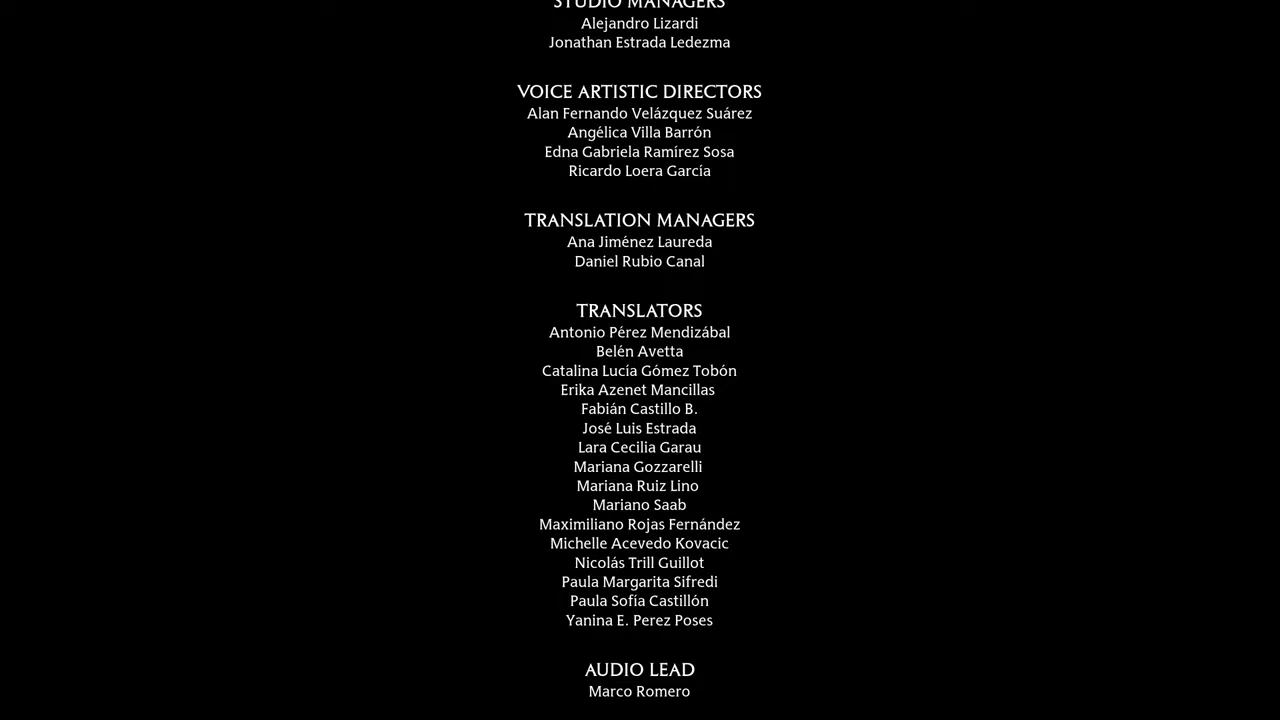 STUDIO MANAGERS
Alejandro Lizardi
Jonathan Estrada Ledezma
VOICE ARTISTIC DIRECTORS
Alan Fernando Velázquez Suárez
Angélica Villa Barrón
Edna Gabriela Ramírez Sosa
Ricardo Loera García
TRANSLATION MANAGERS
Ana Jiménez Laureda
Daniel Rubio Canal
TRANSLATORS
Antonio Pérez Mendizábal
Belén Avetta
Catalina Lucía Gómez Tobón
Erika Azenet Mancillas
Fabián Castillo B.
José Luis Estrada
Lara Cecilia Garau
Mariana Gozzarelli
Mariana Ruiz Lino
Mariano Saab
Maximiliano Rojas Fernández
Michelle Acevedo Kovacic
Nicolás Trill Guillot
Paula Margarita Sifredi
Paula Sofía Castillón
Yanina E. Perez Poses
AUDIO LEAD
Marco Romero